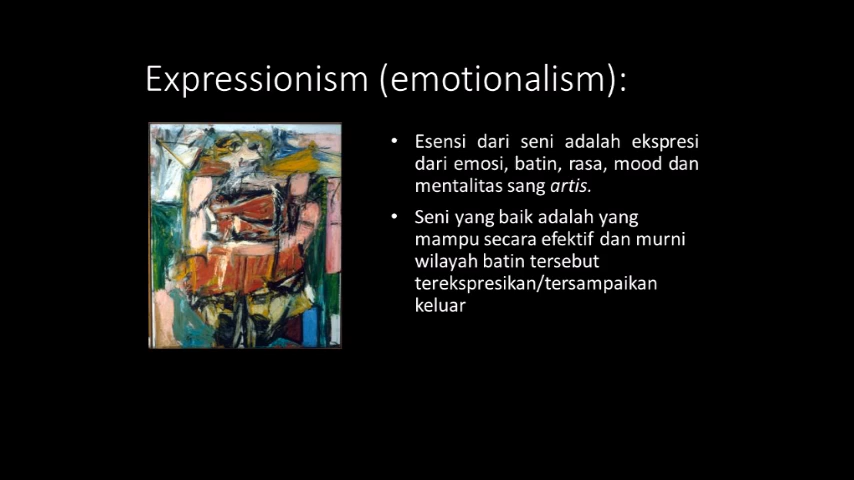 Expressionism (emotionalism):
• Esensi dari seni adalah ekspresi
dari emosi, batin, rasa, mood dan
mentalitas sang artis.
• Seni yang baik adalah yang
mampu secara efektif dan murni
wilayah batin tersebut
terekspresikan/tersampaikan
keluar